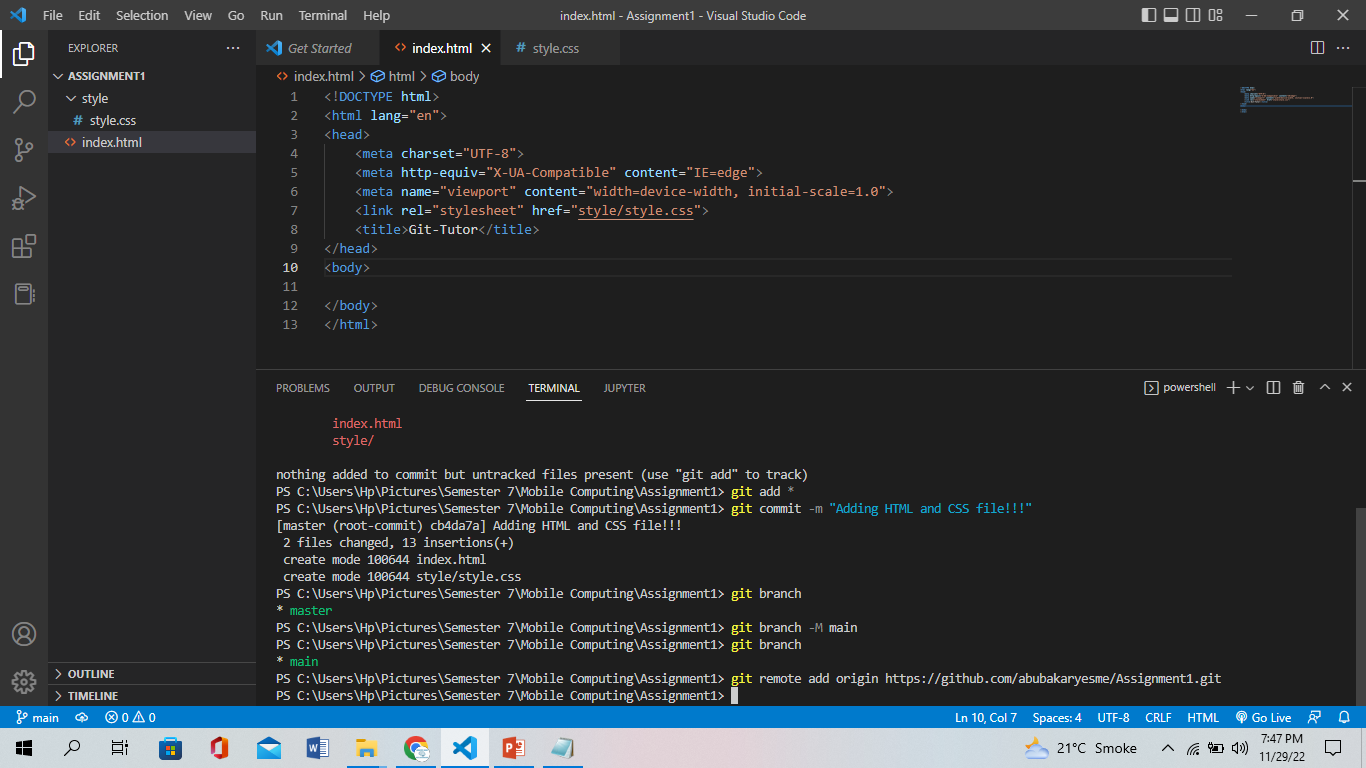 File Edit Selection View Go Run Terminal Help
index.html - Assignment1 - Visual Studio Code
EXPLORER
ASSIGNMENT1
style
# style.css
<> index.html
OUTLINE
TIMELINE
Get Started
<> index.html
# style.css
<> index.html > html > body
1 <!DOCTYPE html>
2 <html lang="en">
3 <head>
4     <meta charset="UTF-8">
5     <meta http-equiv="X-UA-Compatible" content="IE=edge">
6     <meta name="viewport" content="width=device-width, initial-scale=1.0">
7     <link rel="stylesheet" href="style/style.css">
8     <title>Git-Tutor</title>
9 </head>
10 <body>
11
12 </body>
13 </html>
PROBLEMS OUTPUT DEBUG CONSOLE TERMINAL JUPYTER
powershell
index.html
style/
nothing added to commit but untracked files present (use "git add" to track)
PS C:\Users\Hp\Pictures\Semester 7\Mobile Computing\Assignment1> git add *
PS C:\Users\Hp\Pictures\Semester 7\Mobile Computing\Assignment1> git commit -m "Adding HTML and CSS file!!!"
[master (root-commit) cb4da7a] Adding HTML and CSS file!!!
 2 files changed, 13 insertions(+)
 create mode 100644 index.html
 create mode 100644 style/style.css
PS C:\Users\Hp\Pictures\Semester 7\Mobile Computing\Assignment1> git branch
* master
PS C:\Users\Hp\Pictures\Semester 7\Mobile Computing\Assignment1> git branch -M main
PS C:\Users\Hp\Pictures\Semester 7\Mobile Computing\Assignment1> git branch
* main
PS C:\Users\Hp\Pictures\Semester 7\Mobile Computing\Assignment1> git remote add origin https://github.com/abubakaryesme/Assignment1.git
PS C:\Users\Hp\Pictures\Semester 7\Mobile Computing\Assignment1>
main 0 0
Ln 10, Col 7 Spaces: 4 UTF-8 CRLF HTML Go Live
21°C Smoke
7:47 PM
11/29/22